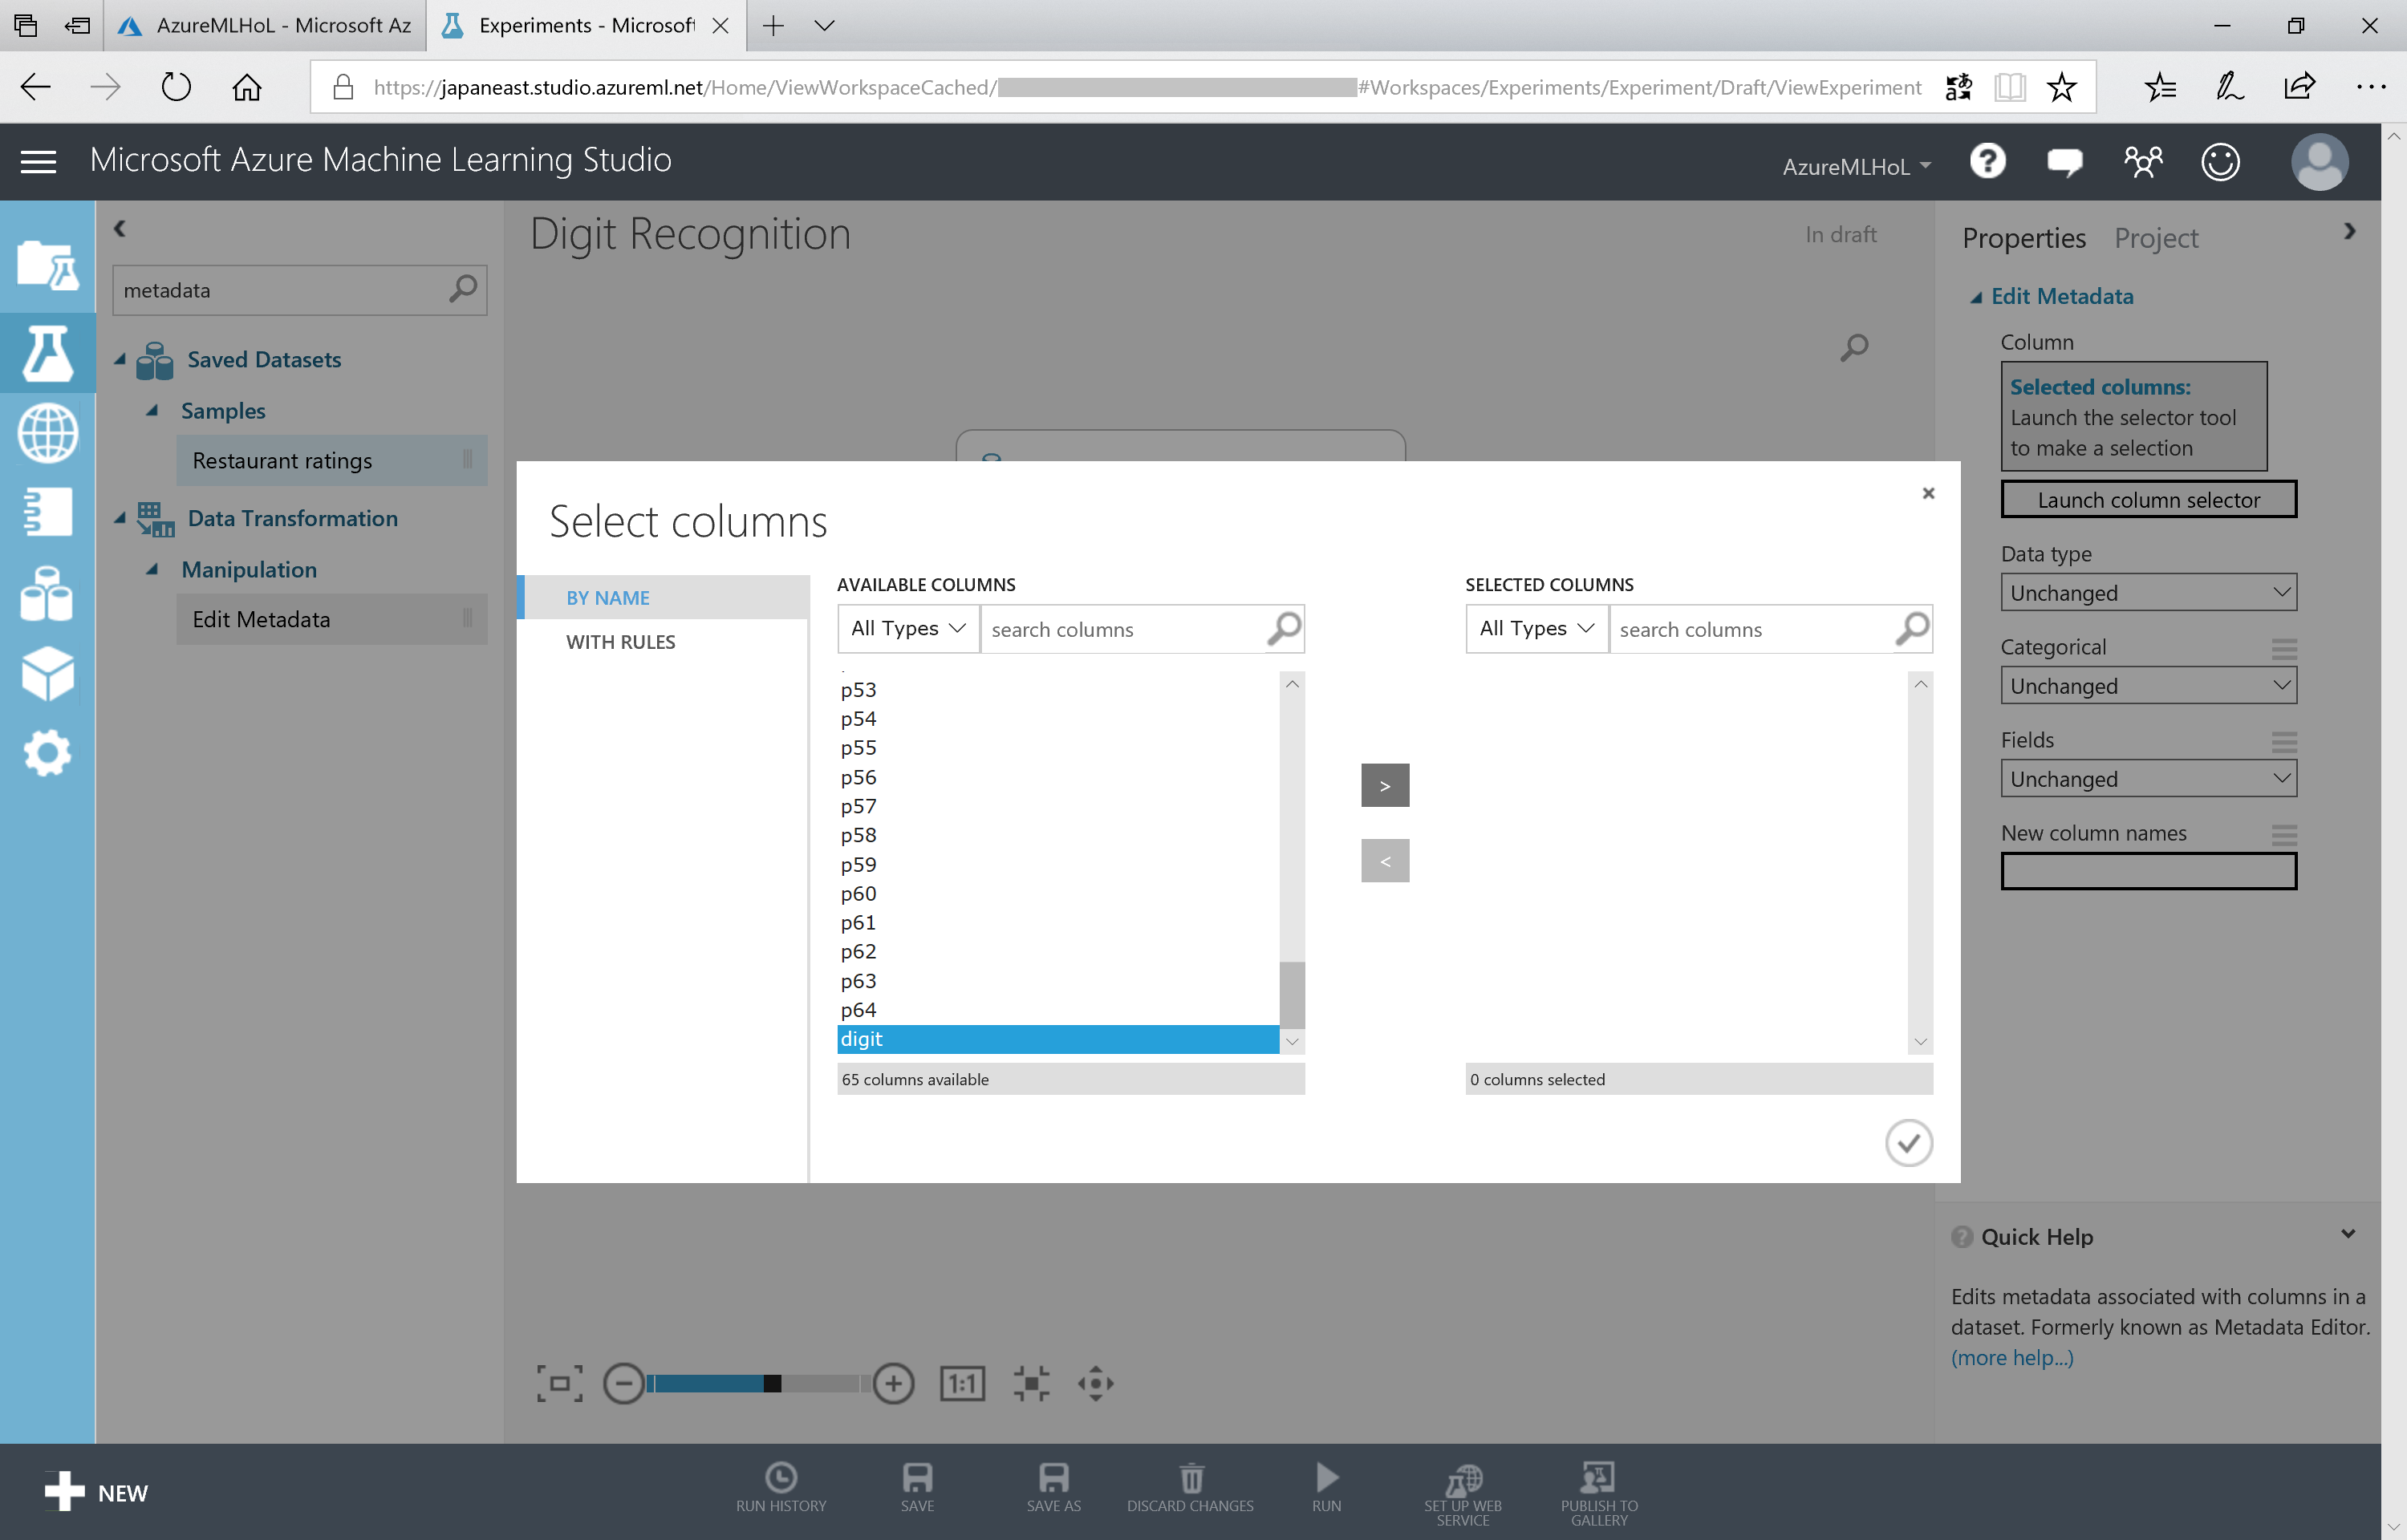 AzureMLHoL - Microsoft Az
Experiments - Microsoft
https://japaneast.studio.azureml.net/Home/ViewWorkspaceCached/ #Workspaces/Experiments/Experiment/Draft/ViewExperiment
Microsoft Azure Machine Learning Studio
AzureMLHoL
metadata
Saved Datasets
Samples
Restaurant ratings
Data Transformation
Manipulation
Edit Metadata
Digit Recognition
In draft
Select columns
BY NAME
WITH RULES
AVAILABLE COLUMNS
All Types
search columns
p53
p54
p55
p56
p57
p58
p59
p60
p61
p62
p63
p64
digit
65 columns available
>
<
SELECTED COLUMNS
All Types
search columns
0 columns selected
Properties
Project
Edit Metadata
Column
Selected columns:
Launch the selector tool
to make a selection
Launch column selector
Data type
Unchanged
Categorical
Unchanged
Fields
Unchanged
New column names
Quick Help
Edits metadata associated with columns in a
dataset. Formerly known as Metadata Editor.
(more help...)
1:1
NEW
RUN HISTORY
SAVE
SAVE AS
DISCARD CHANGES
RUN
SET UP WEB
SERVICE
PUBLISH TO
GALLERY